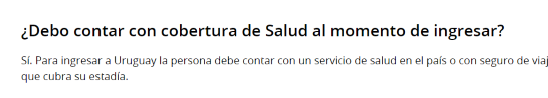 ¿Debo contar con cobertura de Salud al momento de ingresar?
Sí. Para ingresar a Uruguay la persona debe contar con un servicio de salud en el país o con seguro de viaj
que cubra su estadía.